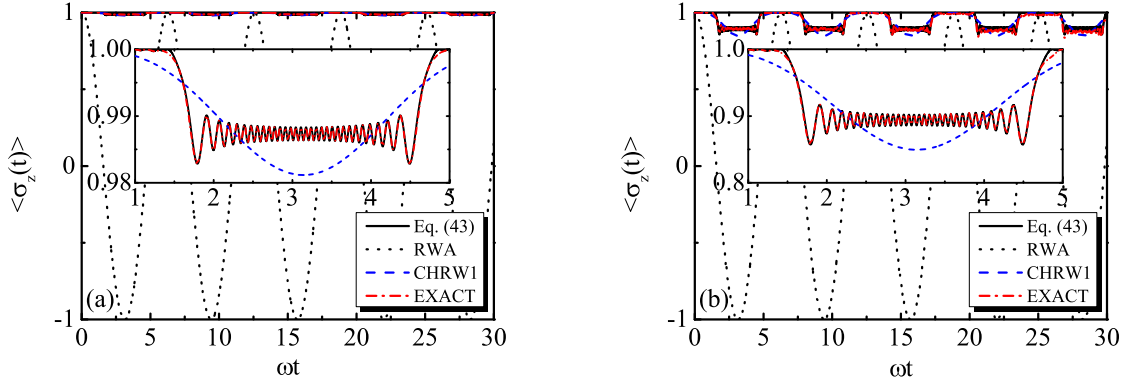 1
0
-1
<σz(t)>
1.00
0.99
0.98
1 2 3 4 5
Eq. (43)
RWA
CHRW1
EXACT
(a)
0 5 10 15 20 25 30
ωt
1
0
-1
<σz(t)>
1.0
0.9
0.8
1 2 3 4 5
Eq. (43)
RWA
CHRW1
EXACT
(b)
0 5 10 15 20 25 30
ωt